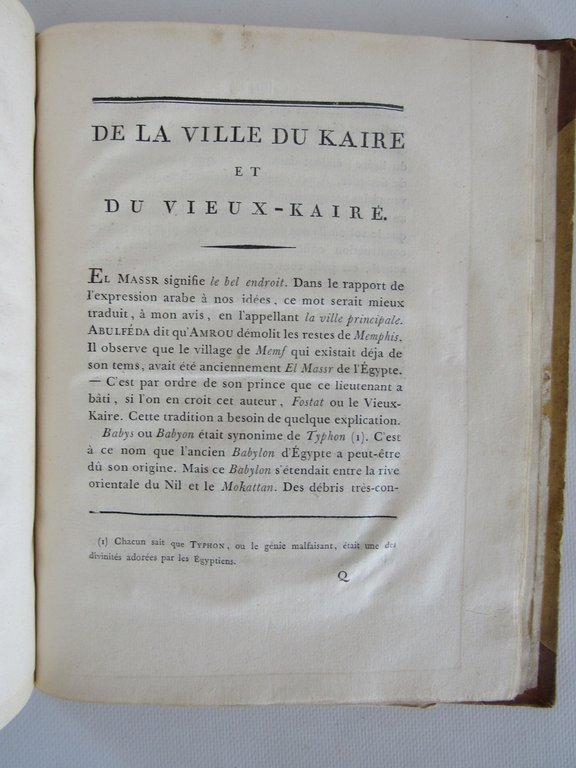 DE LA VILLE DU KAIRE
ET
DU VIEUX-KAIRE.
EL MASSR signifie le bel endroit. Dans le rapport de
l'expression arabe à nos idées, ce mot serait mieux
traduit, à mon avis, en l'appellant la ville principale.
ABULFÉDA dit qu'AMROU démolit les restes de Memphis.
Il observe que le village de Memf qui existait déja de
son tems, avait été anciennement El Massr de l'Égypte.
— C'est par ordre de son prince que ce lieutenant a
bâti, si l'on en croit cet auteur, Fostat ou le Vieux-
Kaire. Cette tradition a besoin de quelque explication.
Babys ou Babyon était synonime de Typhon (1). C'est
à ce nom que l'ancien Babylon d'Égypte a peut-être
dû son origine. Mais ce Babylon s'étendait entre la rive
orientale du Nil et le Mokattan. Des débris très-con-
(1) Chacun sait que TYPHON, ou le génie malfaisant, était une des
divinités adorées par les Égyptiens.
Q